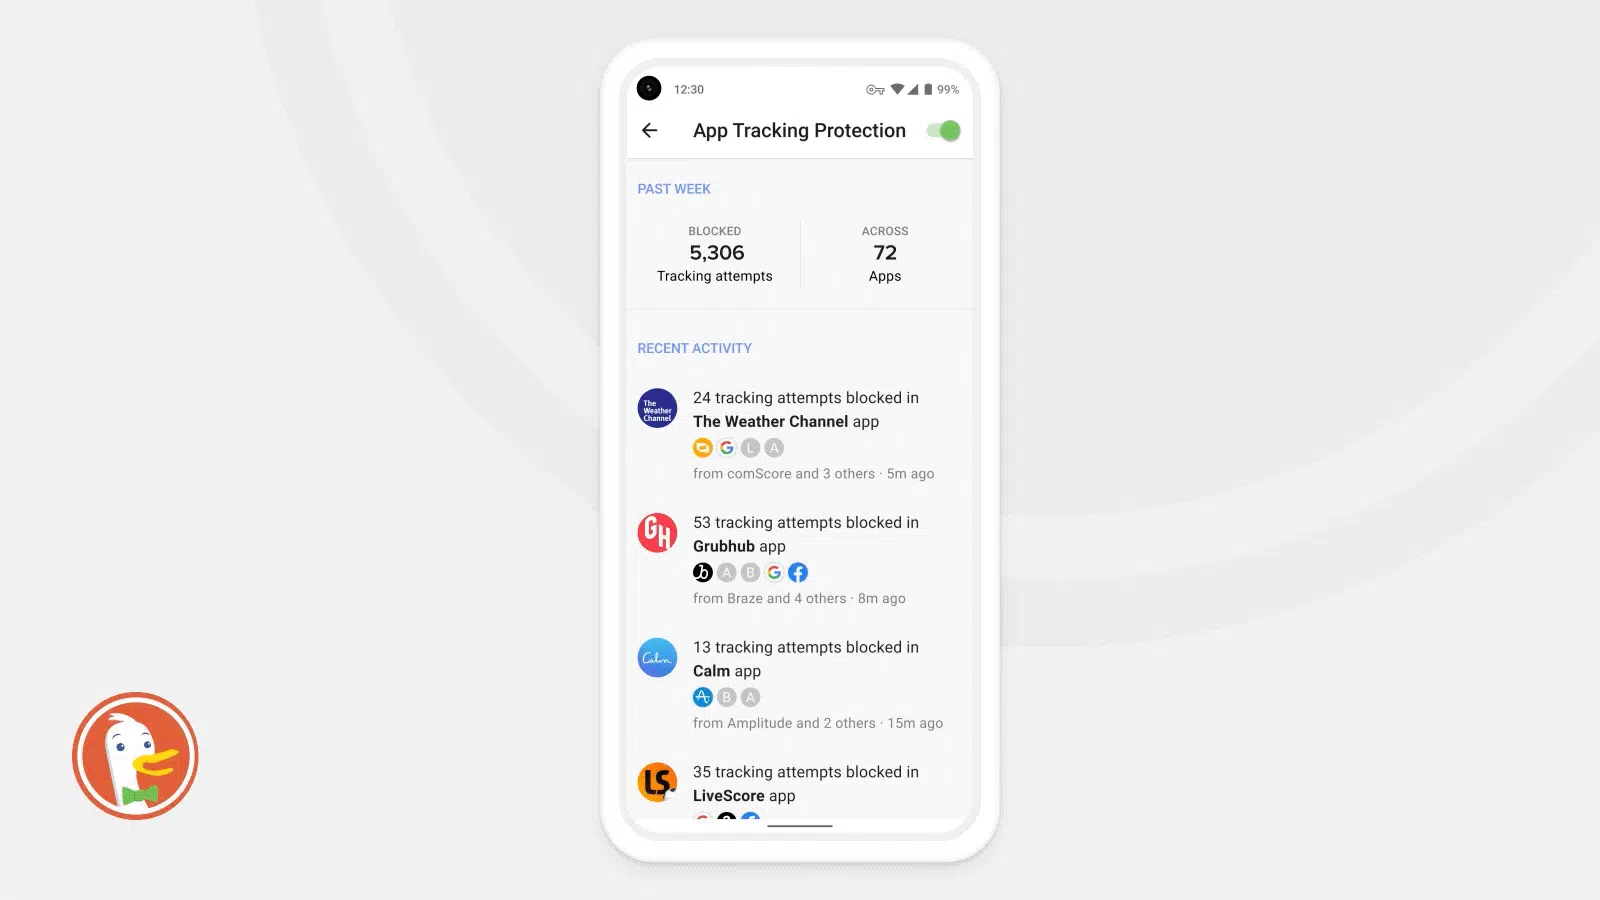 12:30
99%
App Tracking Protection
PAST WEEK
BLOCKED
5,306
Tracking attempts
ACROSS
72
Apps
RECENT ACTIVITY
The
Weather
Channel
24 tracking attempts blocked in
The Weather Channel app
G L A
from comScore and 3 others · 5m ago
GH
53 tracking attempts blocked in
Grubhub app
b A B G f
from Braze and 4 others · 8m ago
Calm
13 tracking attempts blocked in
Calm app
B A
from Amplitude and 2 others · 15m ago
LS
35 tracking attempts blocked in
LiveScore app